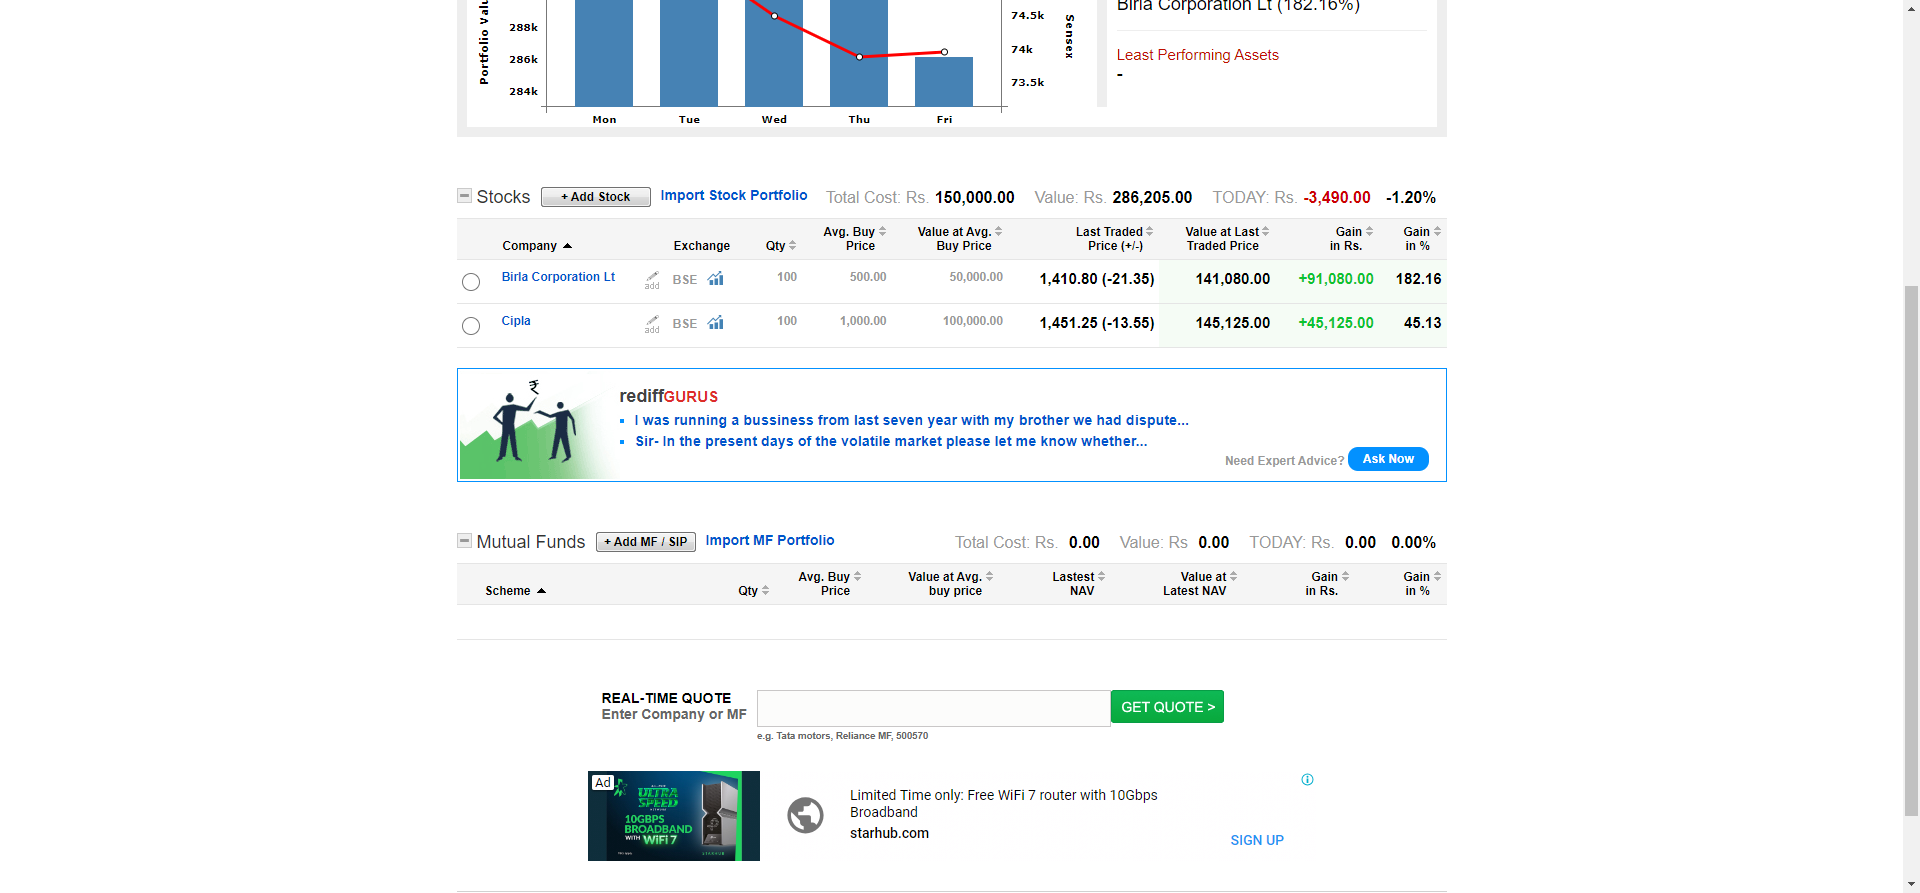 Birla Corporation Lt (182.16%)
Least Performing Assets
-
Portfolio Valu
288k
286k
284k
Mon Tue Wed Thu Fri
74.5k
74k
73.5k
Sensex
Stocks + Add Stock Import Stock Portfolio Total Cost: Rs. 150,000.00 Value: Rs. 286,205.00 TODAY: Rs. -3,490.00 -1.20%
Company Exchange Qty Avg. Buy Price Value at Avg. Buy Price Last Traded Price (+/-) Value at Last Traded Price Gain in Rs. Gain in %
Birla Corporation Lt add BSE 100 500.00 50,000.00 1,410.80 (-21.35) 141,080.00 +91,080.00 182.16
Cipla add BSE 100 1,000.00 100,000.00 1,451.25 (-13.55) 145,125.00 +45,125.00 45.13
₹
rediffGURUS
I was running a bussiness from last seven year with my brother we had dispute...
Sir- In the present days of the volatile market please let me know whether...
Need Expert Advice? Ask Now
Mutual Funds + Add MF / SIP Import MF Portfolio Total Cost: Rs. 0.00 Value: Rs 0.00 TODAY: Rs. 0.00 0.00%
Scheme Qty Avg. Buy Price Value at Avg. buy price Lastest NAV Value at Latest NAV Gain in Rs. Gain in %
REAL-TIME QUOTE
Enter Company or MF
GET QUOTE >
e.g. Tata motors, Reliance MF, 500570
Ad
ULTRA
SPEED
10GBPS
BROADBAND
WITH WiFi 7
STARHUB
Limited Time only: Free WiFi 7 router with 10Gbps
Broadband
starhub.com
SIGN UP